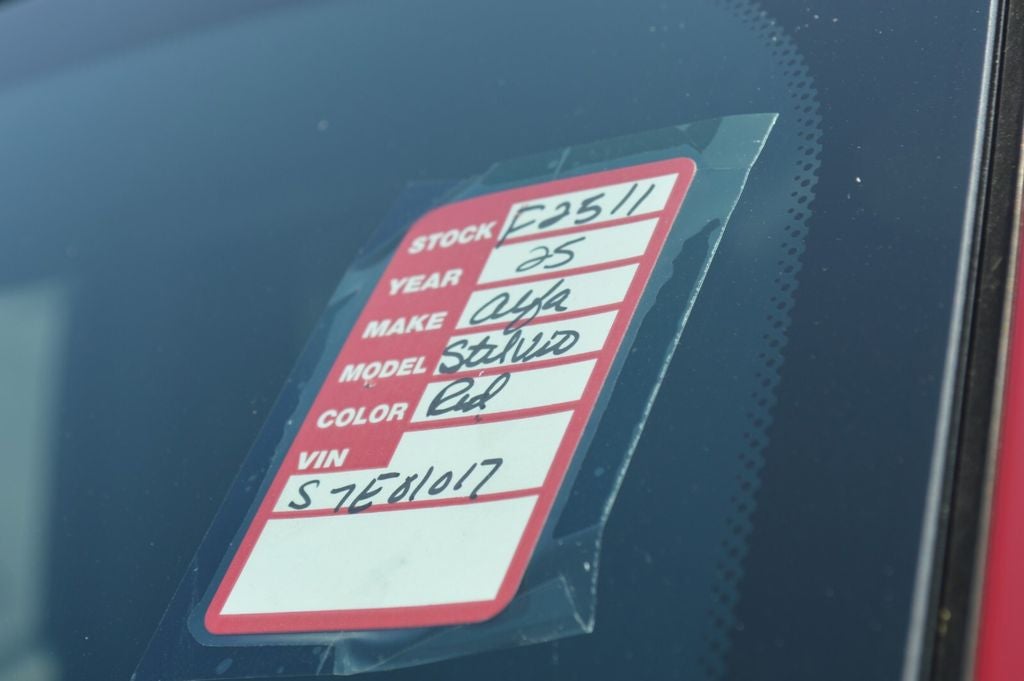 STOCK F2511
YEAR 25
MAKE Alfa
MODEL Stelvio
COLOR Red
VIN
S7E81017